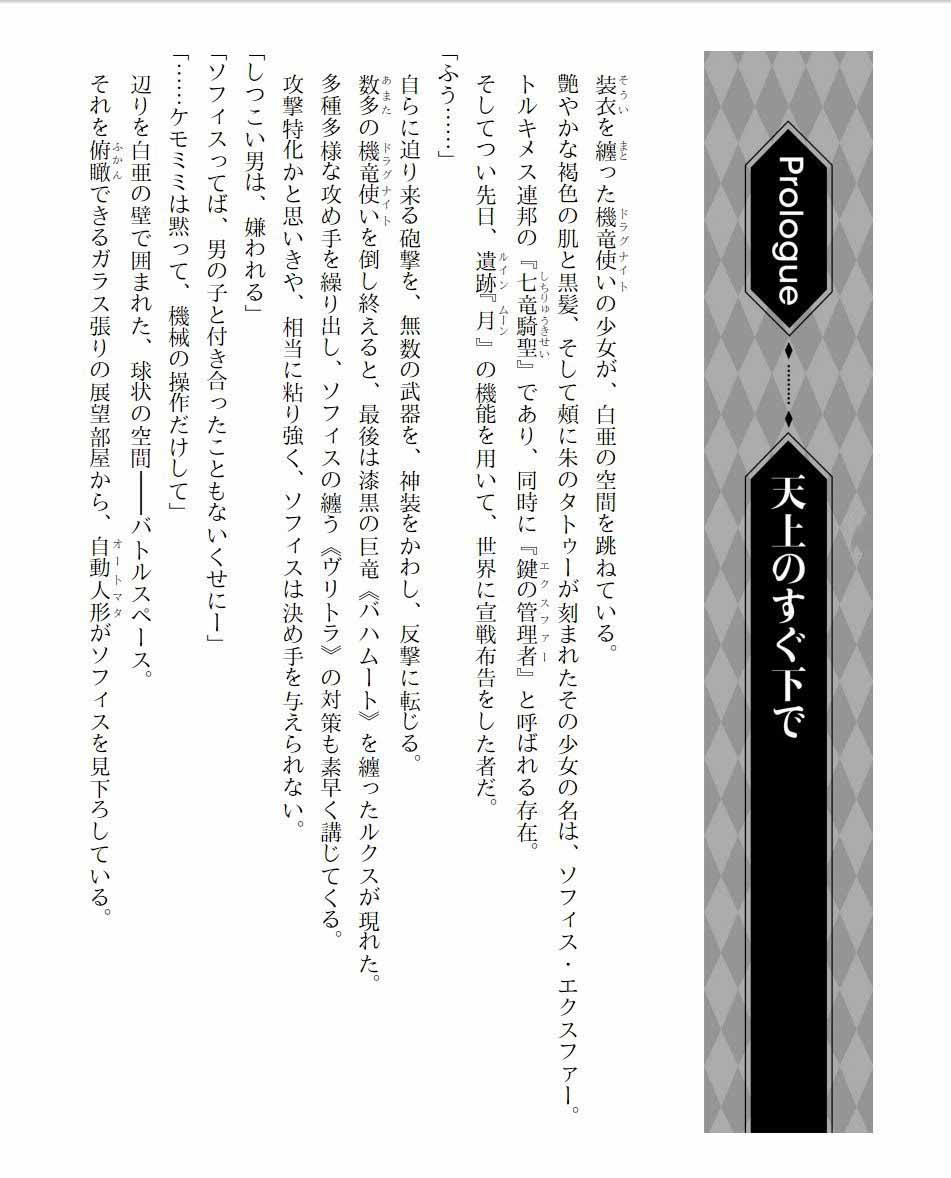 Prologue
天上のすぐ下で
装衣を纏った機竜使いの少女が、白亜の空間を跳ねている。
艶やかな褐色の肌と黒髪、そして頰に朱のタトゥーが刻まれたその少女の名は、ソフィス・エクスファー。
トルキメス連邦の『七竜騎聖』であり、同時に『鍵の管理者』と呼ばれる存在。
そしてつい先日、遺跡『月』の機能を用いて、世界に宣戦布告をした者だ。
「ふう……」
自らに迫り来る砲撃を、無数の武器を、神装をかわし、反撃に転じる。
数多の機竜使いを倒し終えると、最後は漆黒の巨竜《バハムート》を纏ったルクスが現れた。
多種多様な攻め手を繰り出し、ソフィスの纏う《ヴリトラ》の対策も素早く講じてくる。
攻撃特化かと思いきや、相当に粘り強く、ソフィスは決め手を与えられない。
「しつこい男は、嫌われる」
「ソフィスってば、男の子と付き合ったこともないくせにー」
「……ケモミミは黙って、機械の操作だけして」
辺りを白亜の壁で囲まれた、球状の空間――バトルスペース。
それを俯瞰できるガラス張りの展望部屋から、自動人形がソフィスを見下ろしている。